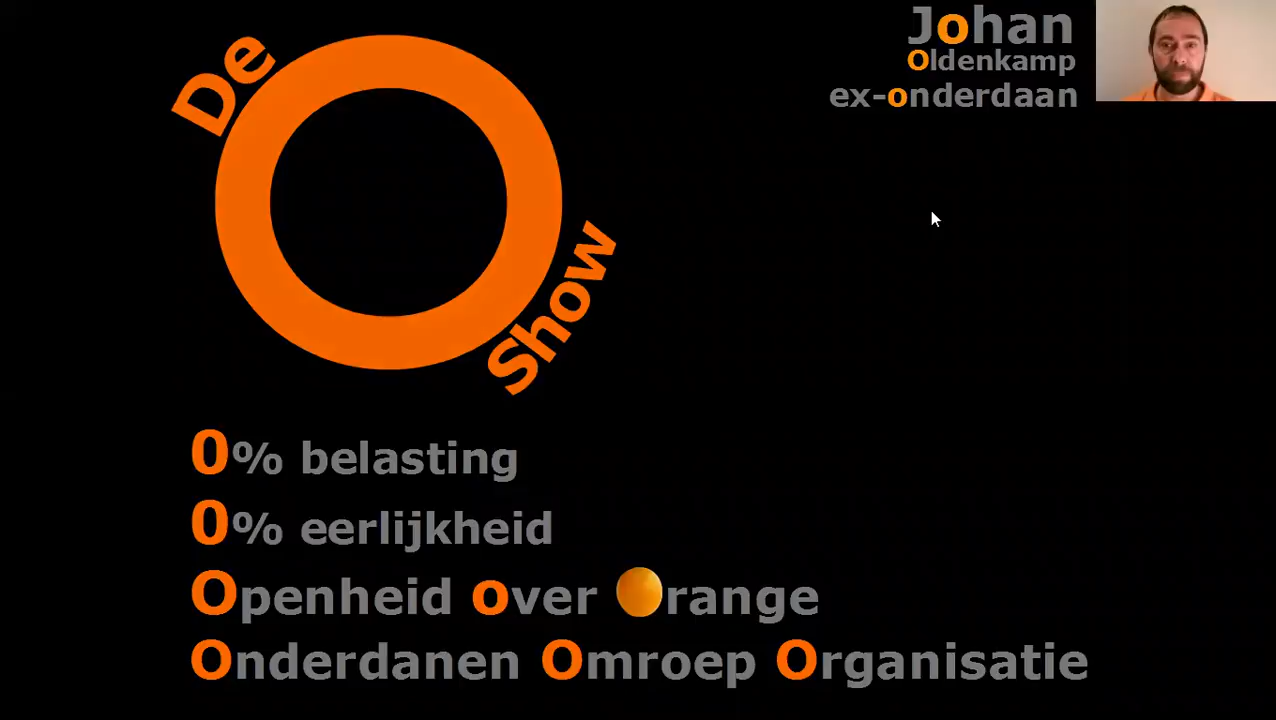 De
Show
Johan
Oldenkamp
ex-onderdaan
0% belasting
0% eerlijkheid
Openheid over Orange
Onderdanen Omroep Organisatie